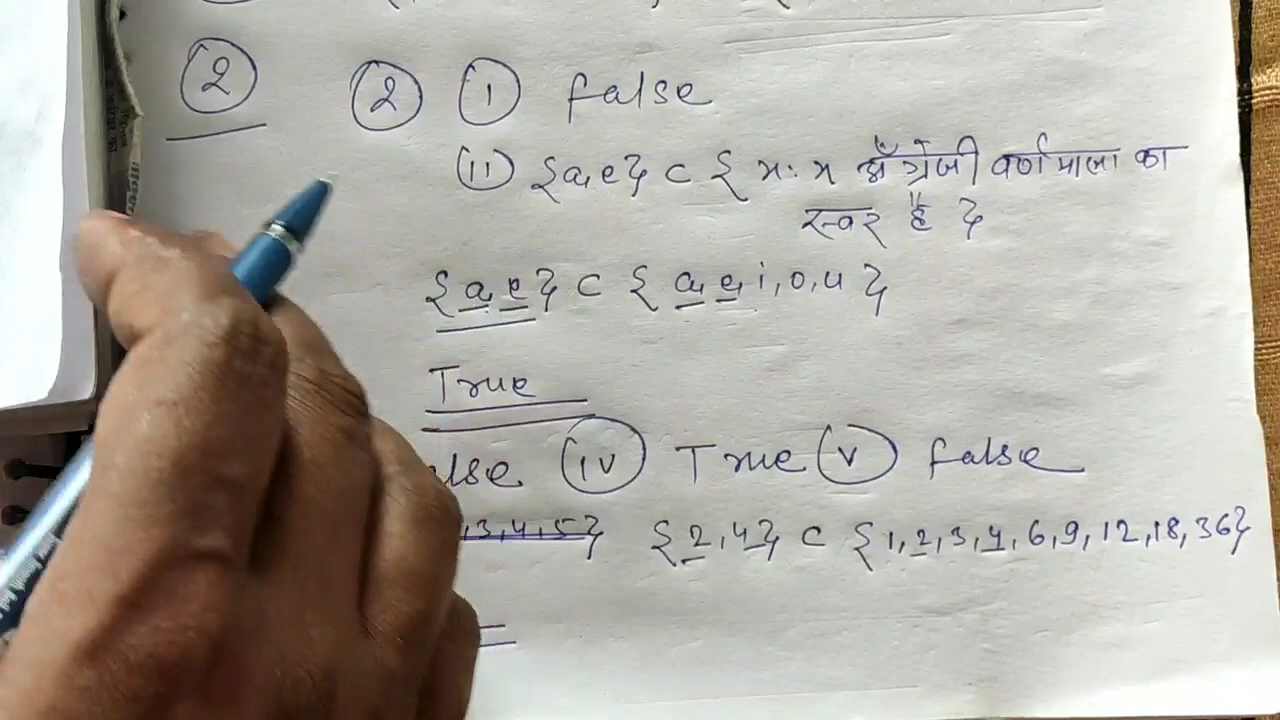 ② ② ① false
(ii) {a, e} ⊂ { x : x अँग्रेजी वर्णमाला का
स्वर है }
{a, e} ⊂ { a, e, i, o, u }
True
lse (iv) True (v) false
,3,4,5} {2,4} ⊂ {1,2,3,4,6,9,12,18,36}